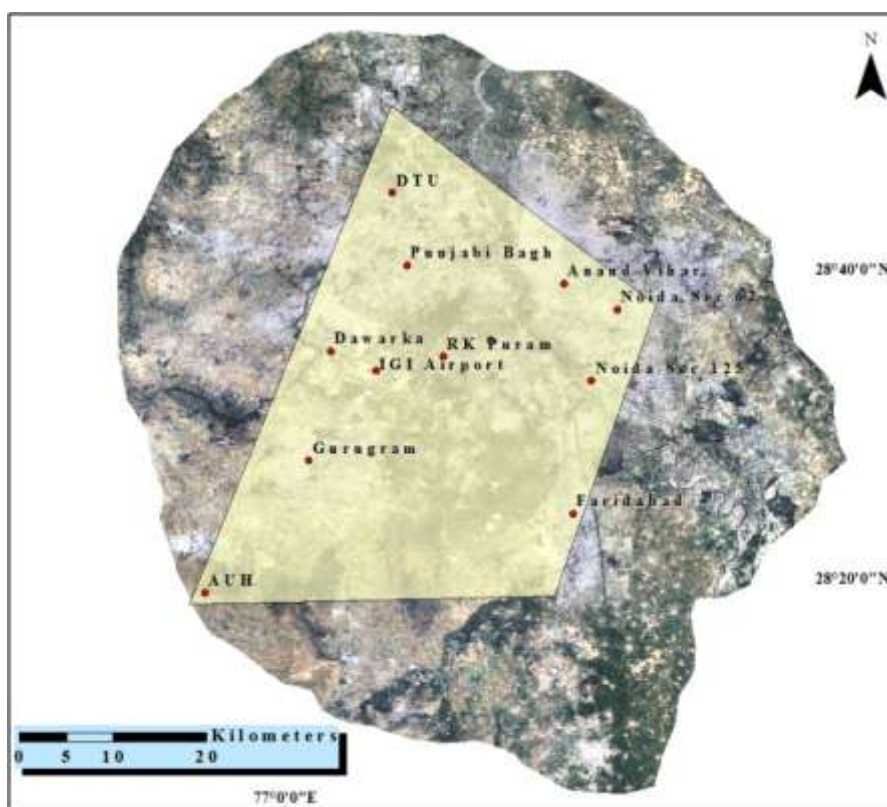 N
DTU
Punjabi Bagh
Anand Vihar
28°40'0"N
Noida Sec 62
Dawarka
RK Puram
IGI Airport
Noida Sec 125
Gurugram
Faridabad
28°20'0"N
AUH
Kilometers
0 5 10 20
77°0'0"E